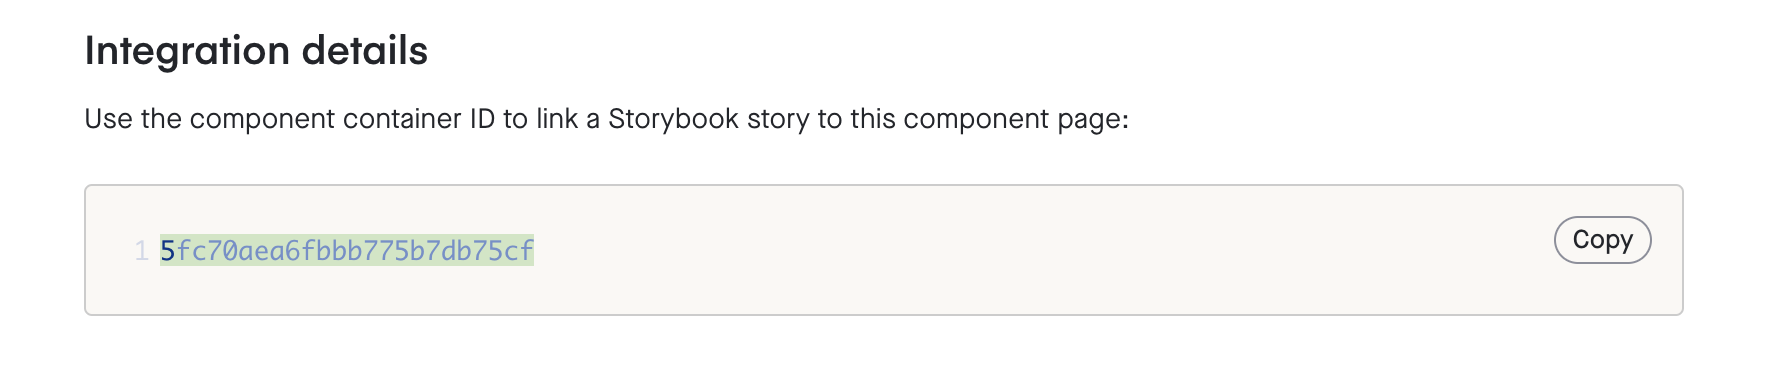 Integration details
Use the component container ID to link a Storybook story to this component page:
1 5fc70aea6fbbb775b7db75cf
Copy